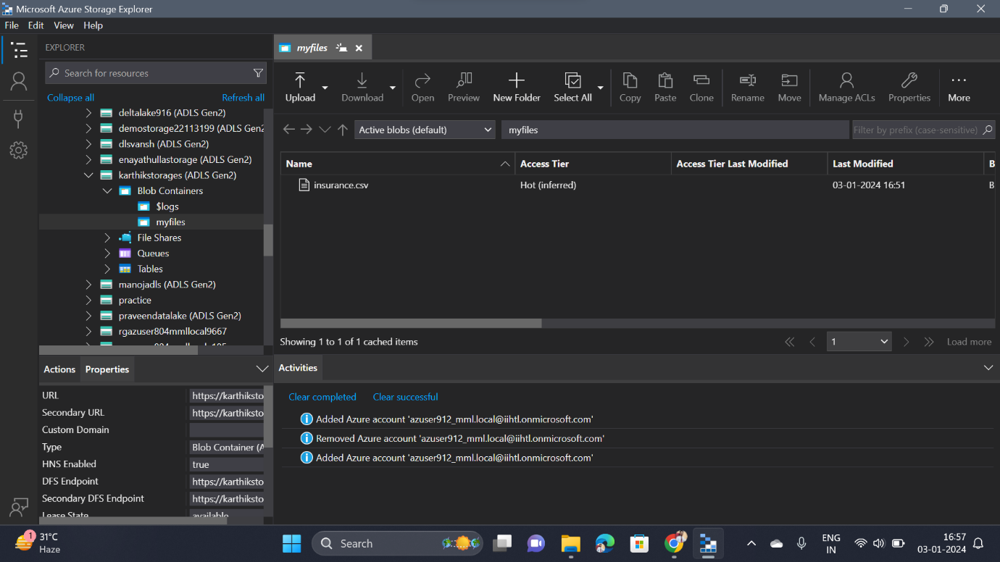 Microsoft Azure Storage Explorer
File Edit View Help
EXPLORER
Search for resources
Collapse all Refresh all
deltalake916 (ADLS Gen2)
demostorage22113199 (ADLS Gen2
dlsvansh (ADLS Gen2)
enayathullastorage (ADLS Gen2)
karthikstorages (ADLS Gen2)
Blob Containers
$logs
myfiles
File Shares
Queues
Tables
manojadls (ADLS Gen2)
practice
praveendatalake (ADLS Gen2)
rgazuser804mmllocal9667
Actions Properties
URL https://karthiksto
Secondary URL https://karthiksto
Custom Domain
Type Blob Container (A
HNS Enabled true
DFS Endpoint https://karthiksto
Secondary DFS Endpoint https://karthiksto
Lease State available
myfiles
Upload Download Open Preview New Folder Select All Copy Paste Clone Rename Move Manage ACLs Properties More
Active blobs (default) myfiles Filter by prefix (case-sensitive)
Name Access Tier Access Tier Last Modified Last Modified B
insurance.csv Hot (inferred) 03-01-2024 16:51 B
Showing 1 to 1 of 1 cached items 1 Load more
Activities
Clear completed Clear successful
Added Azure account 'azuser912_mml.local@iihtl.onmicrosoft.com'
Removed Azure account 'azuser912_mml.local@iihtl.onmicrosoft.com'
Added Azure account 'azuser912_mml.local@iihtl.onmicrosoft.com'
1 31°C
Haze
Search
ENG
IN
16:57
03-01-2024